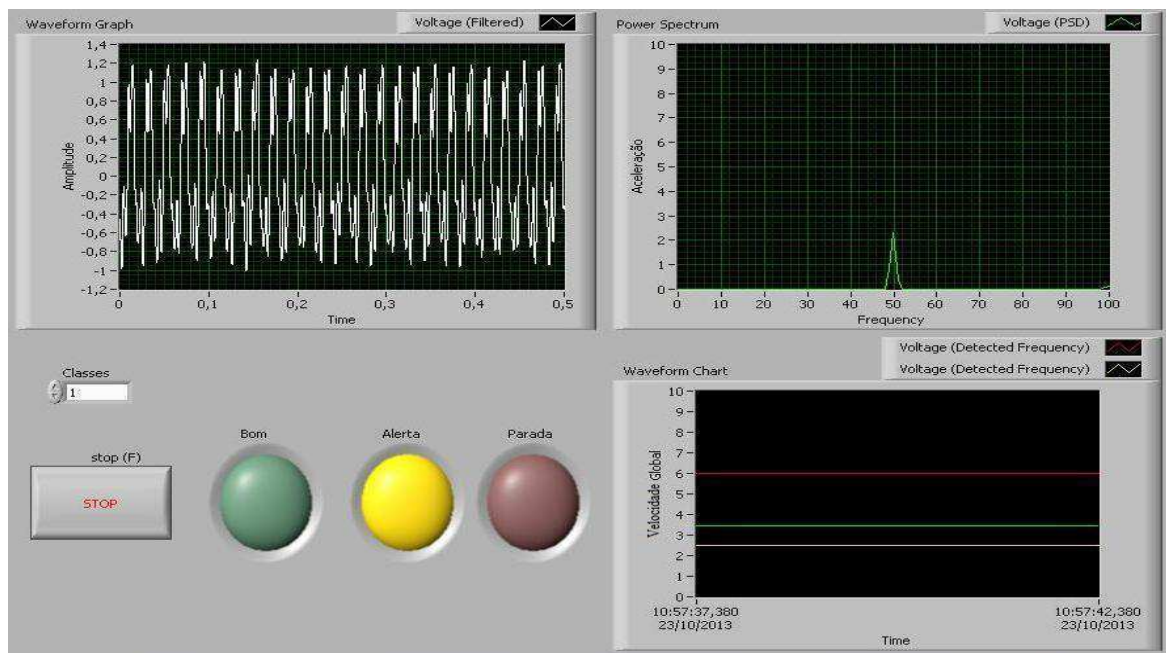 Waveform Graph
Voltage (Filtered)
Amplitude
1,4
1,2
1
0,8
0,6
0,4
0,2
0
-0,2
-0,4
-0,6
-0,8
-1
-1,2
0 0,1 0,2 0,3 0,4 0,5
Time
Power Spectrum
Voltage (PSD)
Aceleração
10
9
8
7
6
5
4
3
2
1
0
0 10 20 30 40 50 60 70 80 90 100
Frequency
Classes
1
stop (F)
STOP
Bom
Alerta
Parada
Voltage (Detected Frequency)
Voltage (Detected Frequency)
Waveform Chart
Velocidade Global
10
9
8
7
6
5
4
3
2
1
0
10:57:37,380 10:57:42,380
23/10/2013 23/10/2013
Time